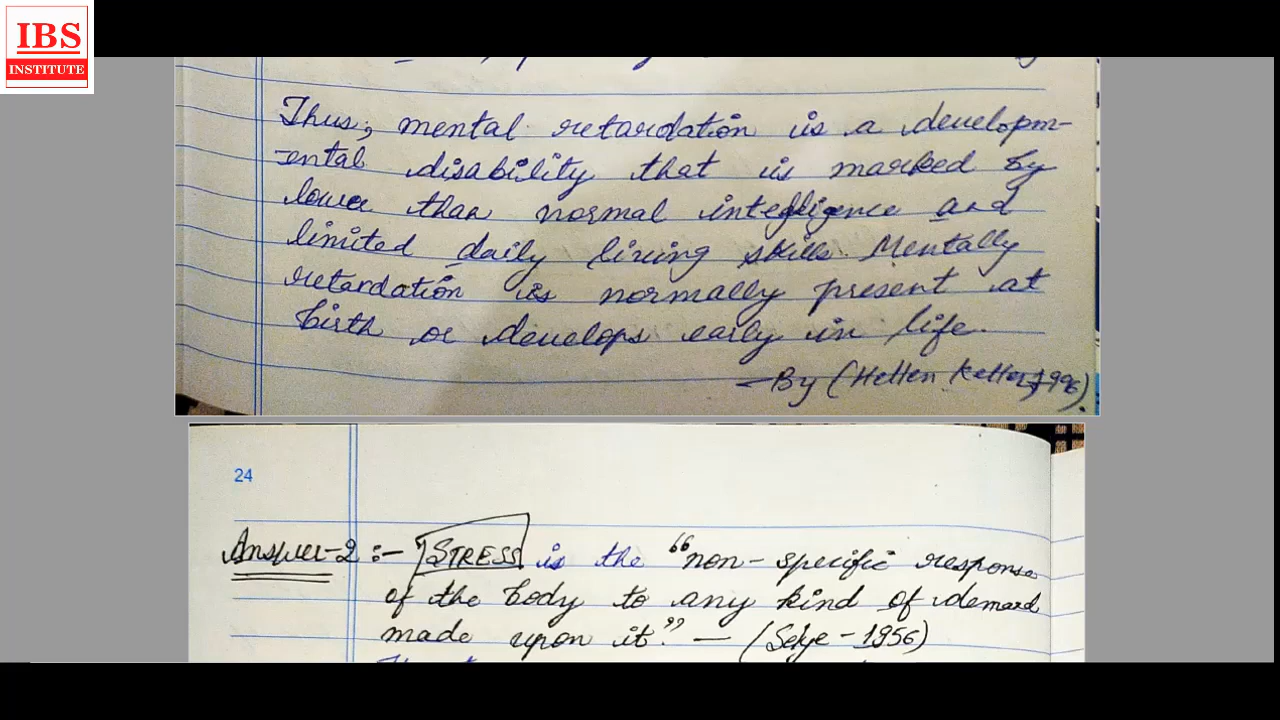 IBS
INSTITUTE
Thus; mental retardation is a developm-
-ental disability that is marked by
lower than normal intelligence and
limited daily living skills. Mentally
retardation is normally present at
birth or develops early in life.
- By (Hellen Keller, 1996).
24
Answer-2 :- STRESS is the "non-specific response
of the body to any kind of demand
made upon it." — (Selye - 1956)